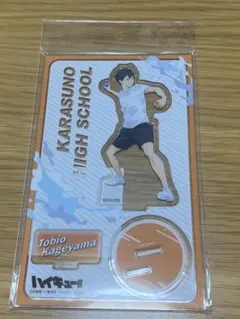 KARASUNO
HIGH SCHOOL
Tobio
Kageyama
ハイキュー!!